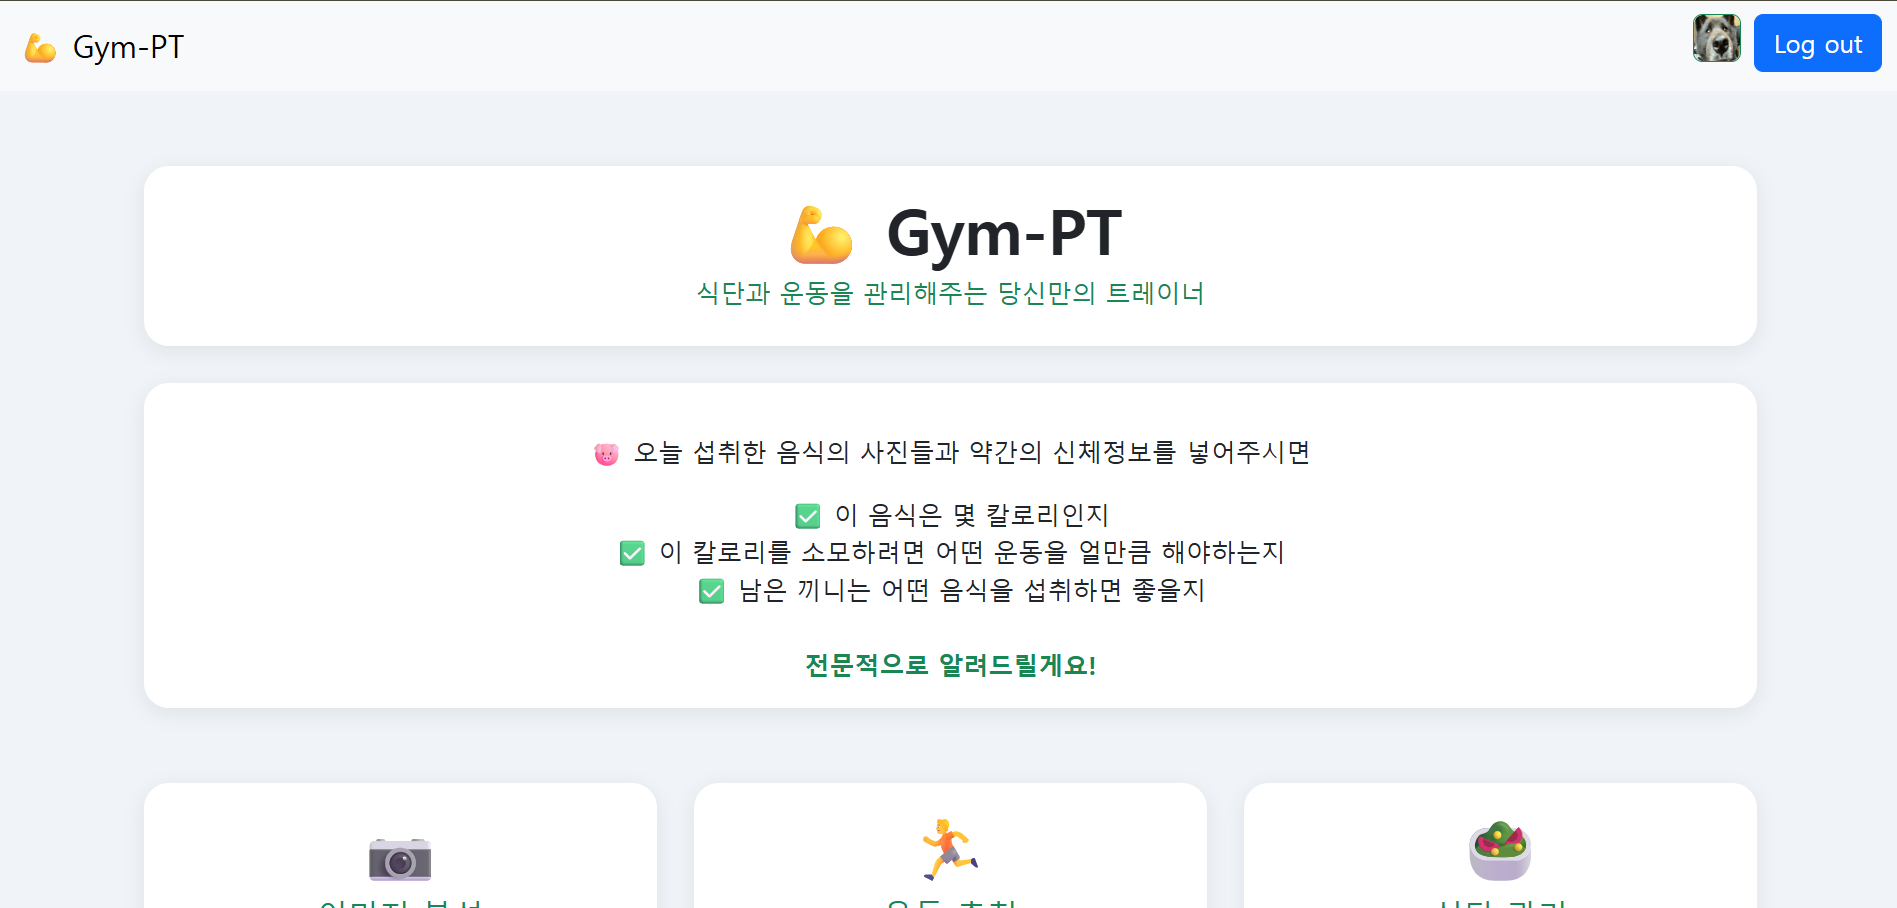 💪 Gym-PT
Log out
💪 Gym-PT
식단과 운동을 관리해주는 당신만의 트레이너
🐷 오늘 섭취한 음식의 사진들과 약간의 신체정보를 넣어주시면
✅ 이 음식은 몇 칼로리인지
✅ 이 칼로리를 소모하려면 어떤 운동을 얼만큼 해야하는지
✅ 남은 끼니는 어떤 음식을 섭취하면 좋을지
전문적으로 알려드릴게요!